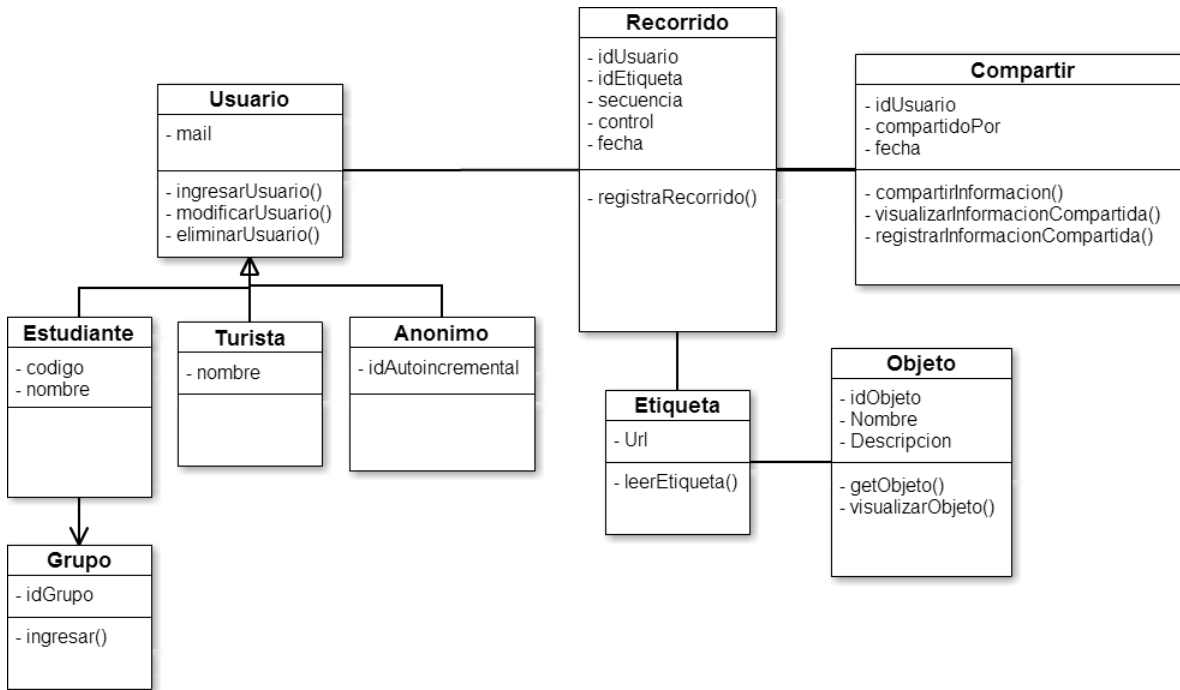 Usuario
- mail
- ingresarUsuario()
- modificarUsuario()
- eliminarUsuario()
Recorrido
- idUsuario
- idEtiqueta
- secuencia
- control
- fecha
- registraRecorrido()
Compartir
- idUsuario
- compartidoPor
- fecha
- compartirInformacion()
- visualizarInformacionCompartida()
- registrarInformacionCompartida()
Estudiante
- codigo
- nombre
Turista
- nombre
Anonimo
- idAutoincremental
Etiqueta
- Url
- leerEtiqueta()
Objeto
- idObjeto
- Nombre
- Descripcion
- getObjeto()
- visualizarObjeto()
Grupo
- idGrupo
- ingresar()